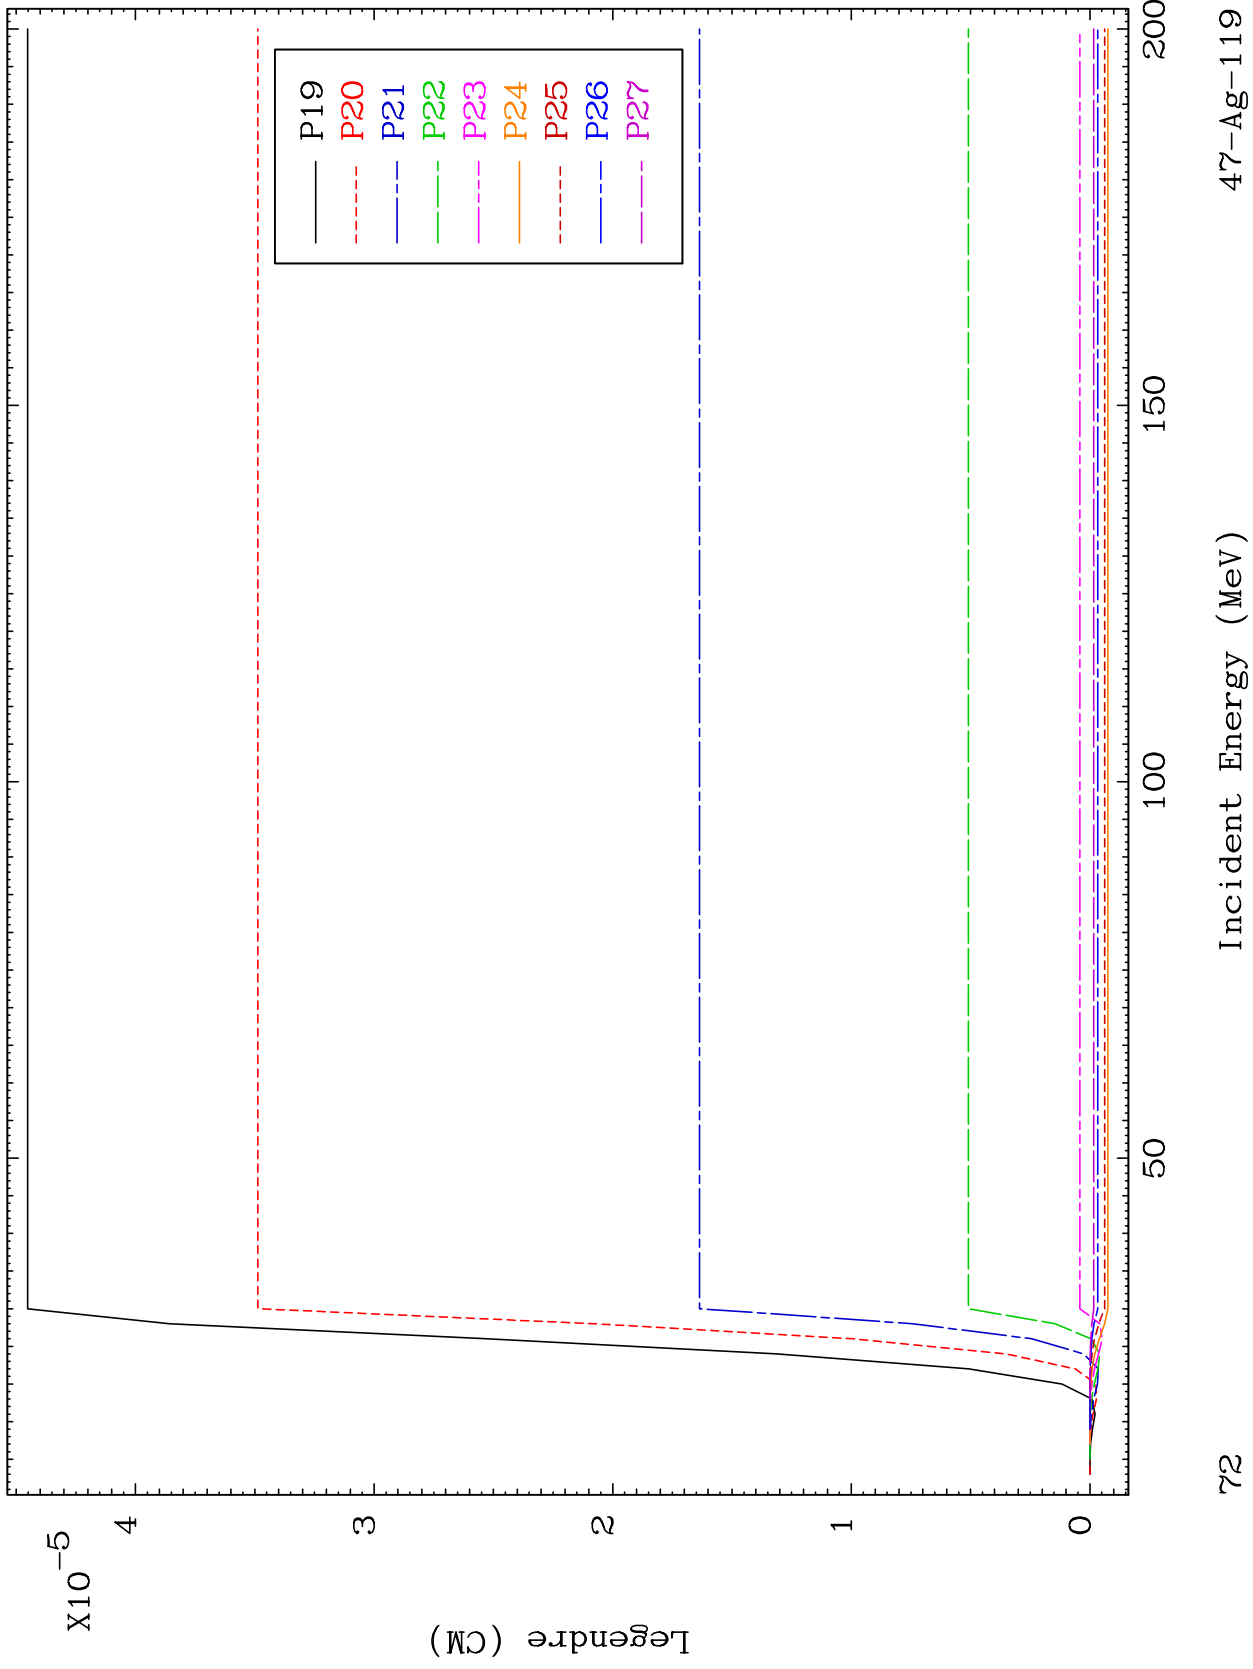 X10-5
Legendre (CM)
4
3
2
1
0
P19
P20
P21
P22
P23
P24
P25
P26
P27
50
100
150
200
72
Incident Energy (MeV)
47-Ag-119